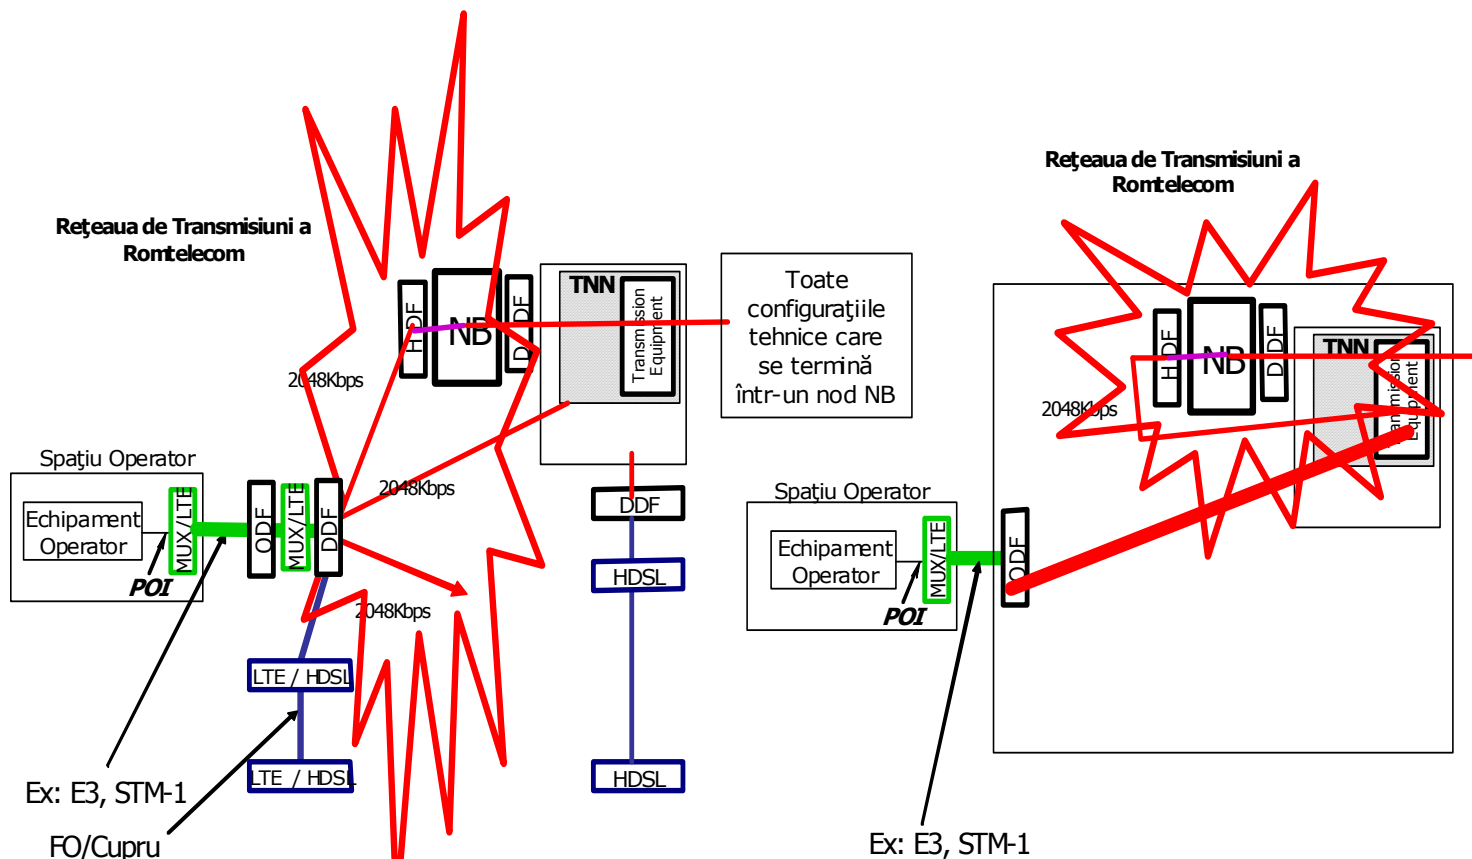 Reţeaua de Transmisiuni a
Romtelecom
HDF
NB
DDF
TNN
Transmission
Equipment
Toate
configuraţiile
tehnice care
se termină
într-un nod NB
2048Kbps
2048Kbps
2048Kbps
Spaţiu Operator
Echipament
Operator
MUX/LTE
POI
ODF
MUX/LTE
DDF
LTE / HDSL
LTE / HDSL
Ex: E3, STM-1
FO/Cupru
DDF
HDSL
HDSL
Reţeaua de Transmisiuni a
Romtelecom
HDF
NB
DDF
TNN
Transmission
Equipment
2048Kbps
Spaţiu Operator
Echipament
Operator
MUX/LTE
POI
ODF
Ex: E3, STM-1